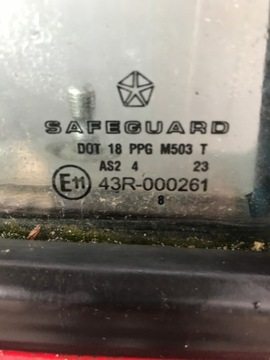 SAFEGUARD
DOT 18 PPG M503 T
AS2 4 23
E11 43R-000261
8